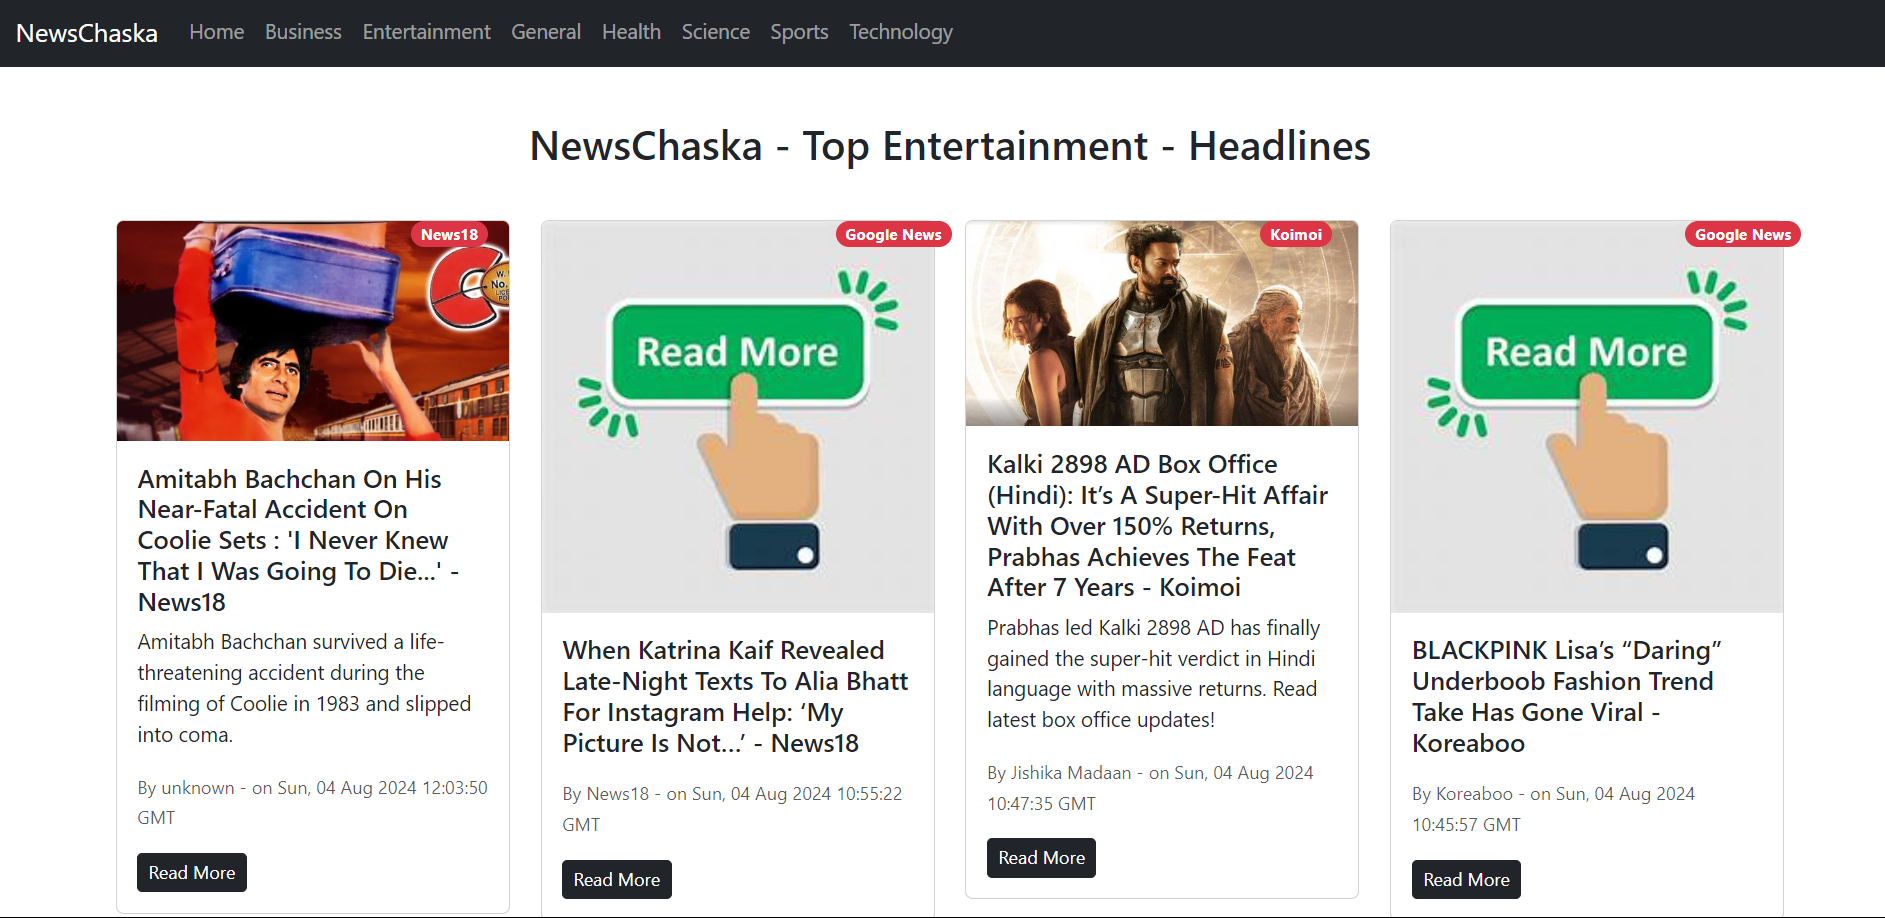 NewsChaska Home Business Entertainment General Health Science Sports Technology
NewsChaska - Top Entertainment - Headlines
News18
W.
No.
LICE
PO
Amitabh Bachchan On His
Near-Fatal Accident On
Coolie Sets : 'I Never Knew
That I Was Going To Die...' -
News18
Amitabh Bachchan survived a life-
threatening accident during the
filming of Coolie in 1983 and slipped
into coma.
By unknown - on Sun, 04 Aug 2024 12:03:50
GMT
Read More
Google News
Read More
When Katrina Kaif Revealed
Late-Night Texts To Alia Bhatt
For Instagram Help: ‘My
Picture Is Not…’ - News18
By News18 - on Sun, 04 Aug 2024 10:55:22
GMT
Read More
Koimoi
Kalki 2898 AD Box Office
(Hindi): It’s A Super-Hit Affair
With Over 150% Returns,
Prabhas Achieves The Feat
After 7 Years - Koimoi
Prabhas led Kalki 2898 AD has finally
gained the super-hit verdict in Hindi
language with massive returns. Read
latest box office updates!
By Jishika Madaan - on Sun, 04 Aug 2024
10:47:35 GMT
Read More
Google News
Read More
BLACKPINK Lisa’s “Daring”
Underboob Fashion Trend
Take Has Gone Viral -
Koreaboo
By Koreaboo - on Sun, 04 Aug 2024
10:45:57 GMT
Read More